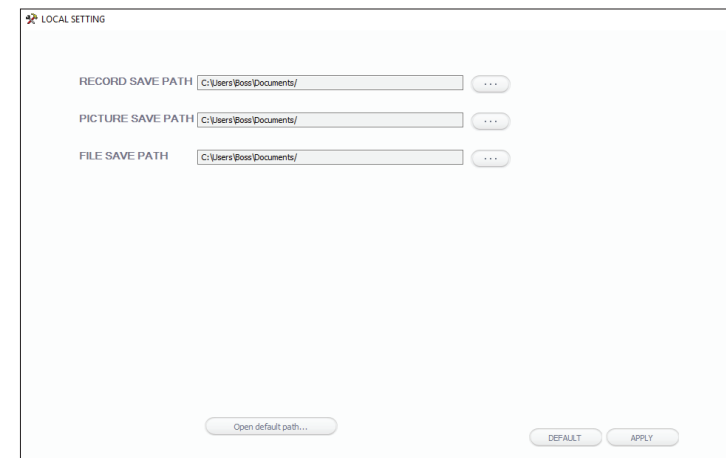 LOCAL SETTING
RECORD SAVE PATH C:\Users\Boss\Documents/ ...
PICTURE SAVE PATH C:\Users\Boss\Documents/ ...
FILE SAVE PATH C:\Users\Boss\Documents/ ...
Open default path...
DEFAULT APPLY